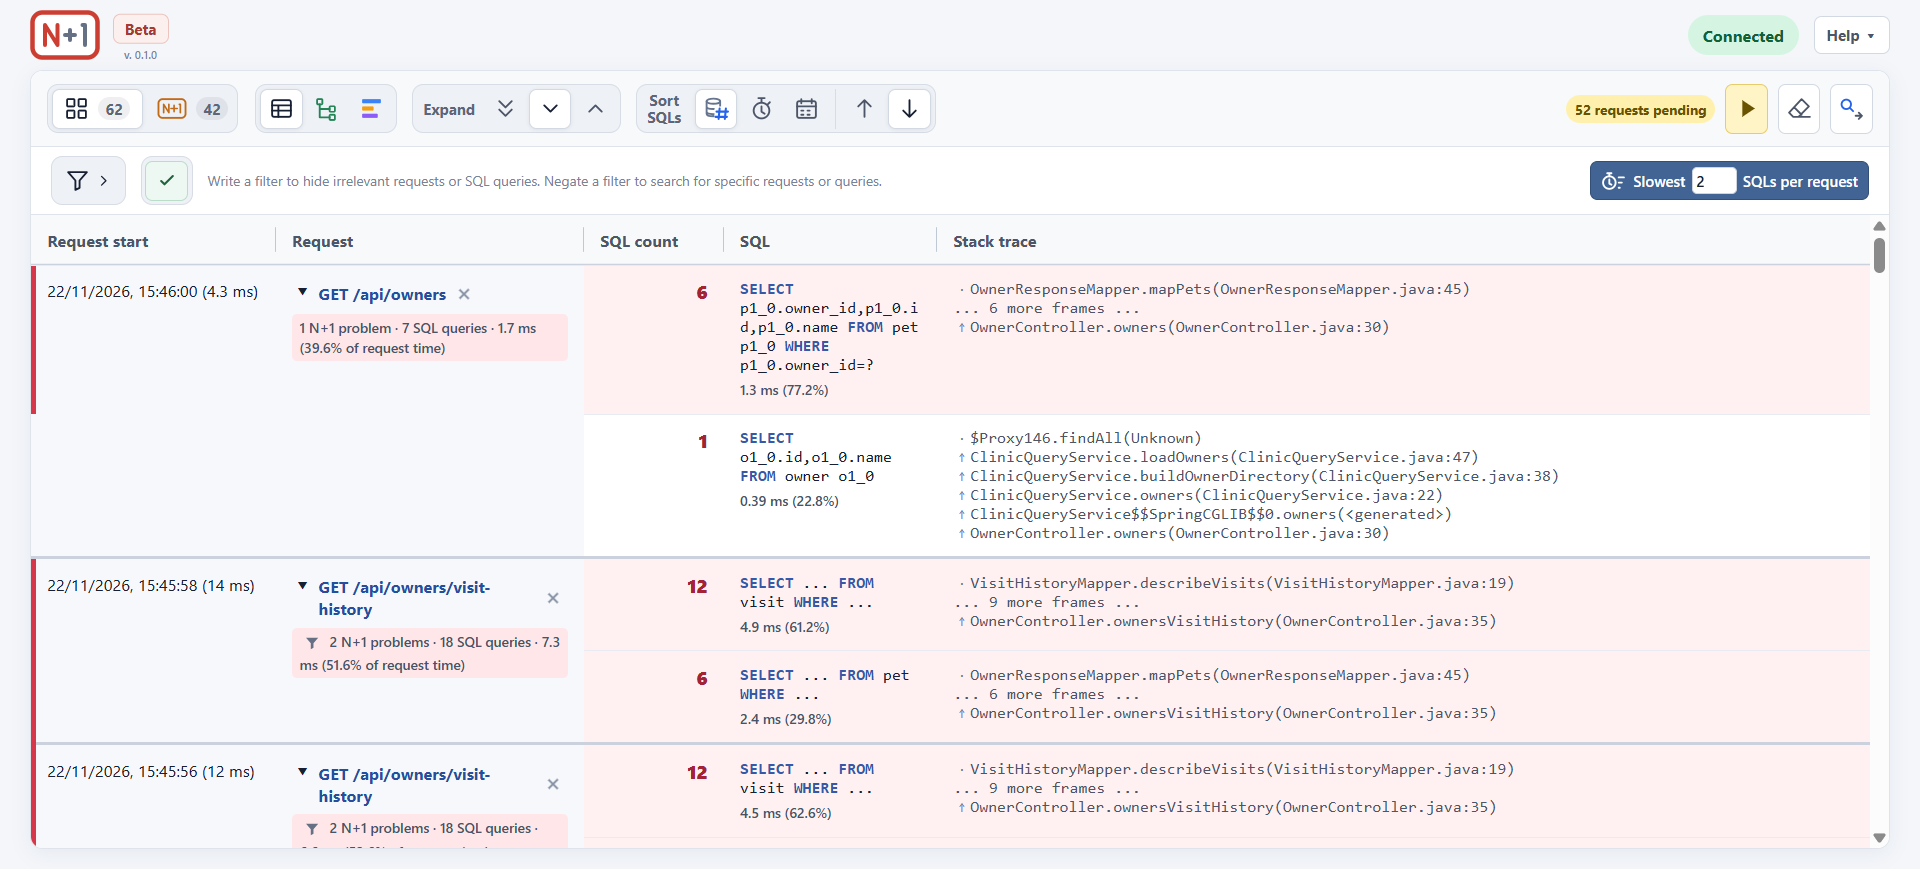 N+1
Beta
v. 0.1.0
Connected
Help
62
N+1
42
Expand
Sort
SQLs
52 requests pending
Write a filter to hide irrelevant requests or SQL queries. Negate a filter to search for specific requests or queries.
Slowest 2 SQLs per request
Request start
Request
SQL count
SQL
Stack trace
22/11/2026, 15:46:00 (4.3 ms)
GET /api/owners
1 N+1 problem · 7 SQL queries · 1.7 ms
(39.6% of request time)
6
SELECT
p1_0.owner_id,p1_0.i
d,p1_0.name FROM pet
p1_0 WHERE
p1_0.owner_id=?
1.3 ms (77.2%)
· OwnerResponseMapper.mapPets(OwnerResponseMapper.java:45)
... 6 more frames ...
↑ OwnerController.owners(OwnerController.java:30)
1
SELECT
o1_0.id,o1_0.name
FROM owner o1_0
0.39 ms (22.8%)
· $Proxy146.findAll(Unknown)
↑ ClinicQueryService.loadOwners(ClinicQueryService.java:47)
↑ ClinicQueryService.buildOwnerDirectory(ClinicQueryService.java:38)
↑ ClinicQueryService.owners(ClinicQueryService.java:22)
↑ ClinicQueryService$$SpringCGLIB$$0.owners(<generated>)
↑ OwnerController.owners(OwnerController.java:30)
22/11/2026, 15:45:58 (14 ms)
GET /api/owners/visit-
history
2 N+1 problems · 18 SQL queries · 7.3
ms (51.6% of request time)
12
SELECT ... FROM
visit WHERE ...
4.9 ms (61.2%)
· VisitHistoryMapper.describeVisits(VisitHistoryMapper.java:19)
... 9 more frames ...
↑ OwnerController.ownersVisitHistory(OwnerController.java:35)
6
SELECT ... FROM pet
WHERE ...
2.4 ms (29.8%)
· OwnerResponseMapper.mapPets(OwnerResponseMapper.java:45)
... 6 more frames ...
↑ OwnerController.ownersVisitHistory(OwnerController.java:35)
22/11/2026, 15:45:56 (12 ms)
GET /api/owners/visit-
history
2 N+1 problems · 18 SQL queries ·
12
SELECT ... FROM
visit WHERE ...
4.5 ms (62.6%)
· VisitHistoryMapper.describeVisits(VisitHistoryMapper.java:19)
... 9 more frames ...
↑ OwnerController.ownersVisitHistory(OwnerController.java:35)